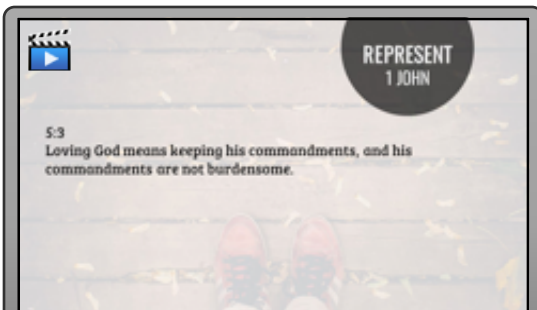 REPRESENT
1 JOHN
5:3
Loving God means keeping his commandments, and his
commandments are not burdensome.